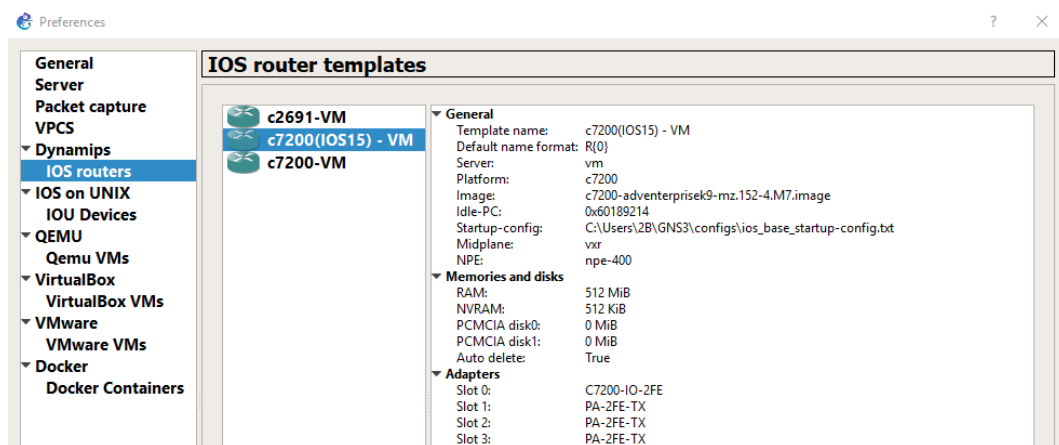 Preferences
?
General
Server
Packet capture
VPCS
Dynamips
IOS routers
IOS on UNIX
IOU Devices
QEMU
Qemu VMs
VirtualBox
VirtualBox VMs
VMware
VMware VMs
Docker
Docker Containers
IOS router templates
c2691-VM
c7200(IOS15) - VM
c7200-VM
General
Template name: c7200(IOS15) - VM
Default name format: R{0}
Server: vm
Platform: c7200
Image: c7200-adventerprisek9-mz.152-4.M7.image
Idle-PC: 0x60189214
Startup-config: C:\Users\2B\GNS3\configs\ios_base_startup-config.txt
Midplane: vxr
NPE: npe-400
Memories and disks
RAM: 512 MiB
NVRAM: 512 KiB
PCMCIA disk0: 0 MiB
PCMCIA disk1: 0 MiB
Auto delete: True
Adapters
Slot 0: C7200-IO-2FE
Slot 1: PA-2FE-TX
Slot 2: PA-2FE-TX
Slot 3: PA-2FE-TX